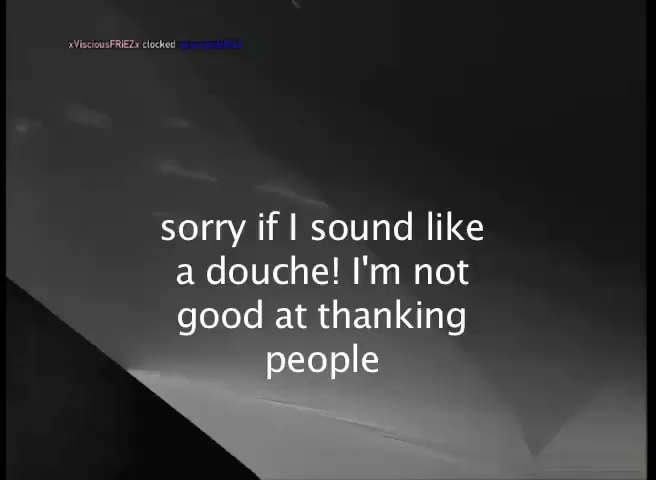 xVisciousFRiEZx clocked
sorry if I sound like
a douche! I'm not
good at thanking
people